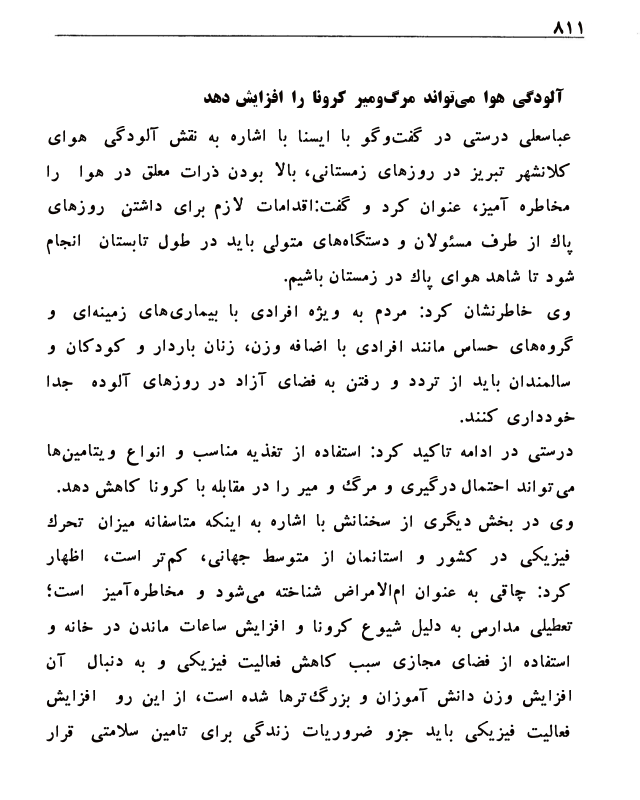 ۸۱۱
آلودگی هوا می‌تواند مرگ‌ومیر کرونا را افزایش دهد
عباسعلی درستی در گفت‌وگو با ایسنا با اشاره به نقش آلودگی هوای
کلانشهر تبریز در روزهای زمستانی، بالا بودن ذرات معلق در هوا را
مخاطره آمیز، عنوان کرد و گفت:اقدامات لازم برای داشتن روزهای
پاك از طرف مسئولان و دستگاه‌های متولی باید در طول تابستان انجام
شود تا شاهد هوای پاك در زمستان باشیم.
وی خاطرنشان کرد: مردم به ویژه افرادی با بیماری‌های زمینه‌ای و
گروه‌های حساس مانند افرادی با اضافه وزن، زنان باردار و کودکان و
سالمندان باید از تردد و رفتن به فضای آزاد در روزهای آلوده جدا
خودداری کنند.
درستی در ادامه تاکید کرد: استفاده از تغذیه مناسب و انواع ویتامین‌ها
می‌تواند احتمال درگیری و مرگ و میر را در مقابله با کرونا کاهش دهد.
وی در بخش دیگری از سخنانش با اشاره به اینکه متاسفانه میزان تحرك
فیزیکی در کشور و استانمان از متوسط جهانی، کم‌تر است، اظهار
کرد: چاقی به عنوان ام‌الامراض شناخته می‌شود و مخاطره‌آمیز است؛
تعطیلی مدارس به دلیل شیوع کرونا و افزایش ساعات ماندن در خانه و
استفاده از فضای مجازی سبب کاهش فعالیت فیزیکی و به دنبال آن
افزایش وزن دانش آموزان و بزرگ‌ترها شده است، از این رو افزایش
فعالیت فیزیکی باید جزو ضروریات زندگی برای تامین سلامتی قرار